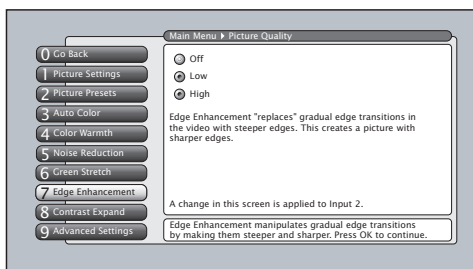 Main Menu ▸ Picture Quality
0 Go Back
1 Picture Settings
2 Picture Presets
3 Auto Color
4 Color Warmth
5 Noise Reduction
6 Green Stretch
7 Edge Enhancement
8 Contrast Expand
9 Advanced Settings
Off
Low
High
Edge Enhancement "replaces" gradual edge transitions in
the video with steeper edges. This creates a picture with
sharper edges.
A change in this screen is applied to Input 2.
Edge Enhancement manipulates gradual edge transitions
by making them steeper and sharper. Press OK to continue.